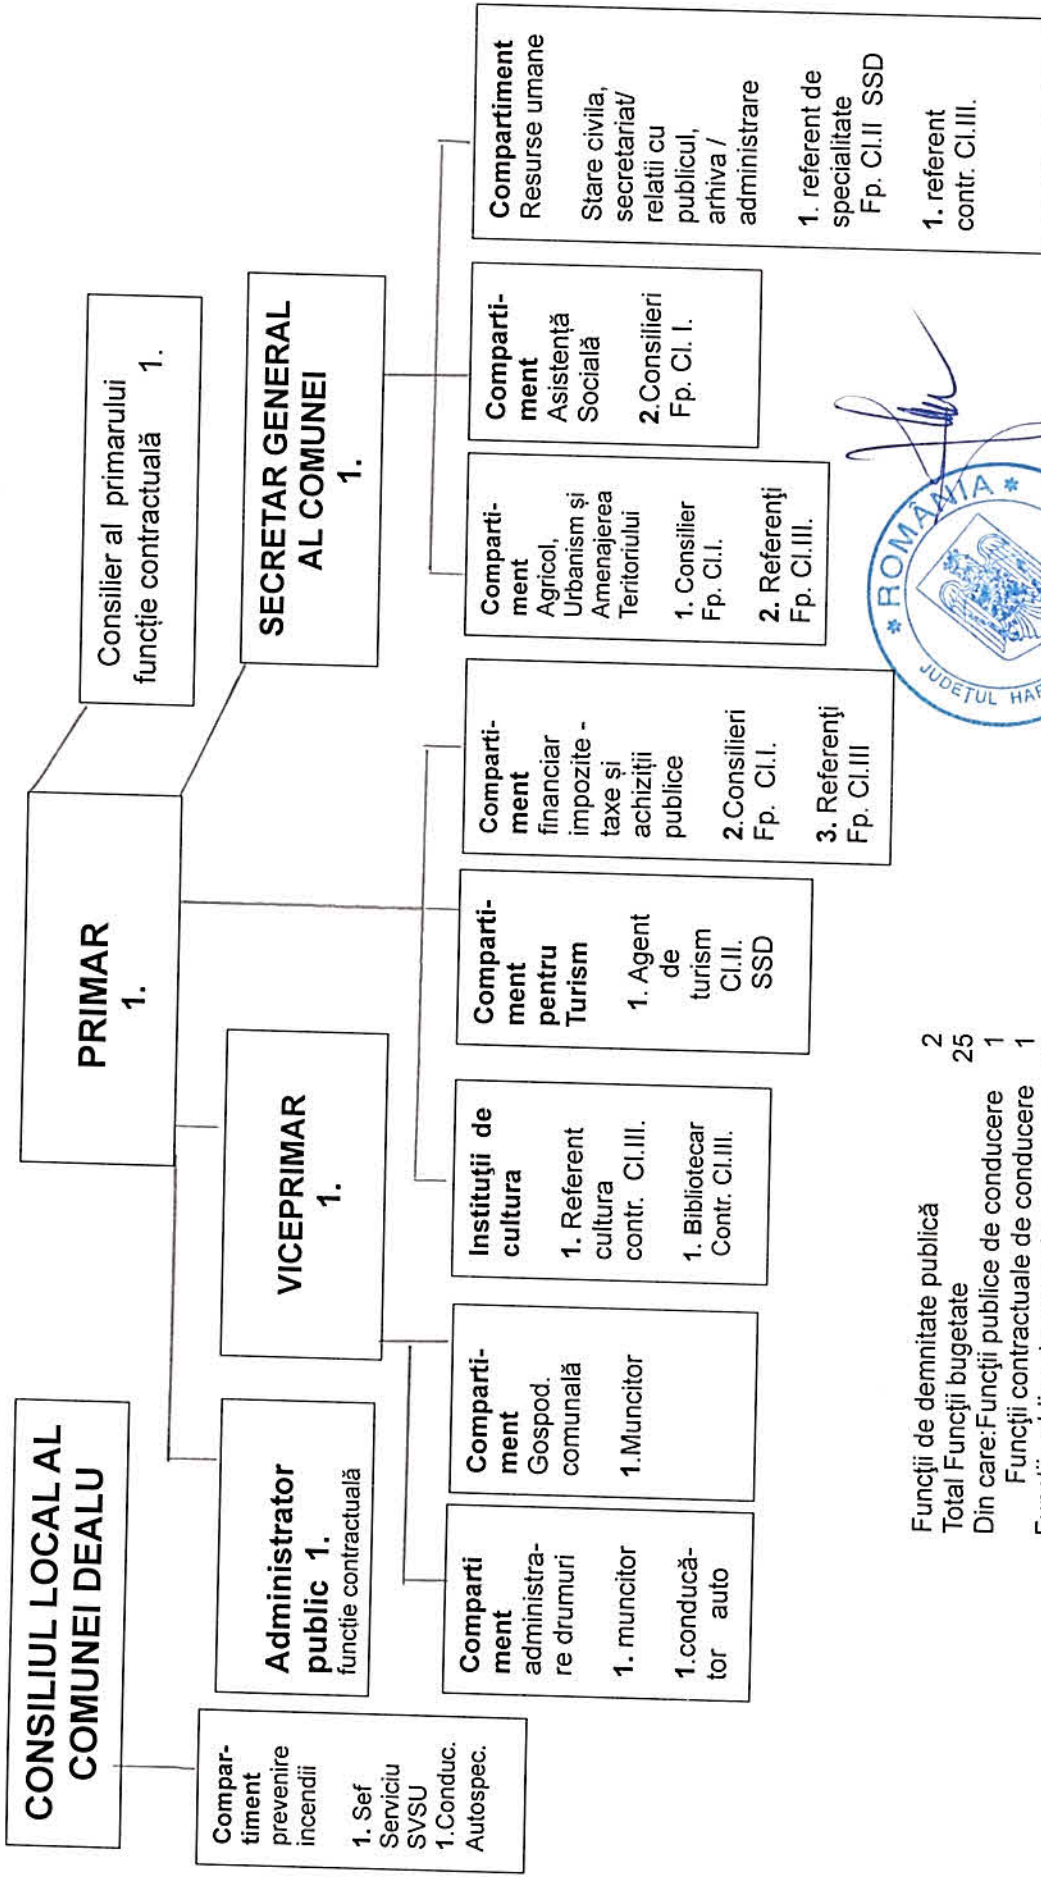 CONSILIUL LOCAL AL
COMUNEI DEALU
PRIMAR
1.
Consilier al primarului
funcție contractuală 1.
Administrator
public 1.
functie contractuală
VICEPRIMAR
1.
SECRETAR GENERAL
AL COMUNEI
1.
Compar-
timent
prevenire
incendii
1. Sef
Serviciu
SVSU
1.Conduc.
Autospec.
Comparti
ment
administra-
re drumuri
1. muncitor
1.conducă-
tor auto
Comparti-
ment
Gospod.
comunală
1.Muncitor
Instituţii de
cultura
1. Referent
cultura
contr. Cl.III.
1. Bibliotecar
Contr. Cl.III.
Comparti-
ment
pentru
Turism
1. Agent
de
turism
Cl.II.
SSD
Comparti-
ment
financiar
impozite -
taxe și
achiziții
publice
2.Consilieri
Fp. Cl.I.
3. Referenţi
Fp. Cl.III
Comparti-
ment
Agricol,
Urbanism și
Amenajerea
Teritoriului
1. Consilier
Fp. Cl.I.
2. Referenţi
Fp. Cl.III.
Comparti-
ment
Asistență
Socială
2.Consilieri
Fp. Cl. I.
Compartiment
Resurse umane
Stare civila,
secretariat/
relatii cu
publicul,
arhiva /
administrare
1. referent de
specialitate
Fp. Cl.II SSD
1. referent
contr. Cl.III.
Funcţii de demnitate publică 2
Total Funcţii bugetate 25
Din care:Funcţii publice de conducere 1
Funcţii contractuale de conducere 1
* ROMÂNIA *
JUDEŢUL